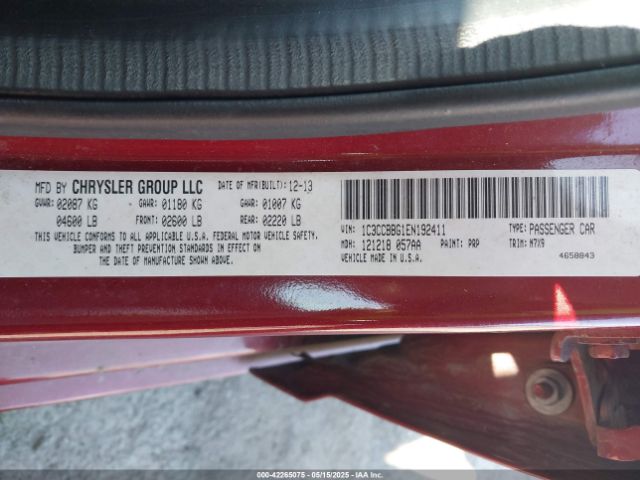 MFD BY CHRYSLER GROUP LLC DATE OF MFR(BUILT): 12-13
GVWR: 02087 KG GAWR: 01180 KG GAWR: 01007 KG
04600 LB FRONT: 02600 LB REAR: 02220 LB
THIS VEHICLE CONFORMS TO ALL APPLICABLE U.S.A. FEDERAL MOTOR VEHICLE SAFETY,
BUMPER AND THEFT PREVENTION STANDARDS IN EFFECT ON
THE DATE OF MANUFACTURE SHOWN ABOVE.
VIN: 1C3CCBBG1EN192411 TYPE: PASSENGER CAR
MDH: 121218 057AA PAINT: PRP TRIM: M7X9
VEHICLE MADE IN U.S.A. 4658843
000-42265075 - 05/15/2025 - IAAI.COM